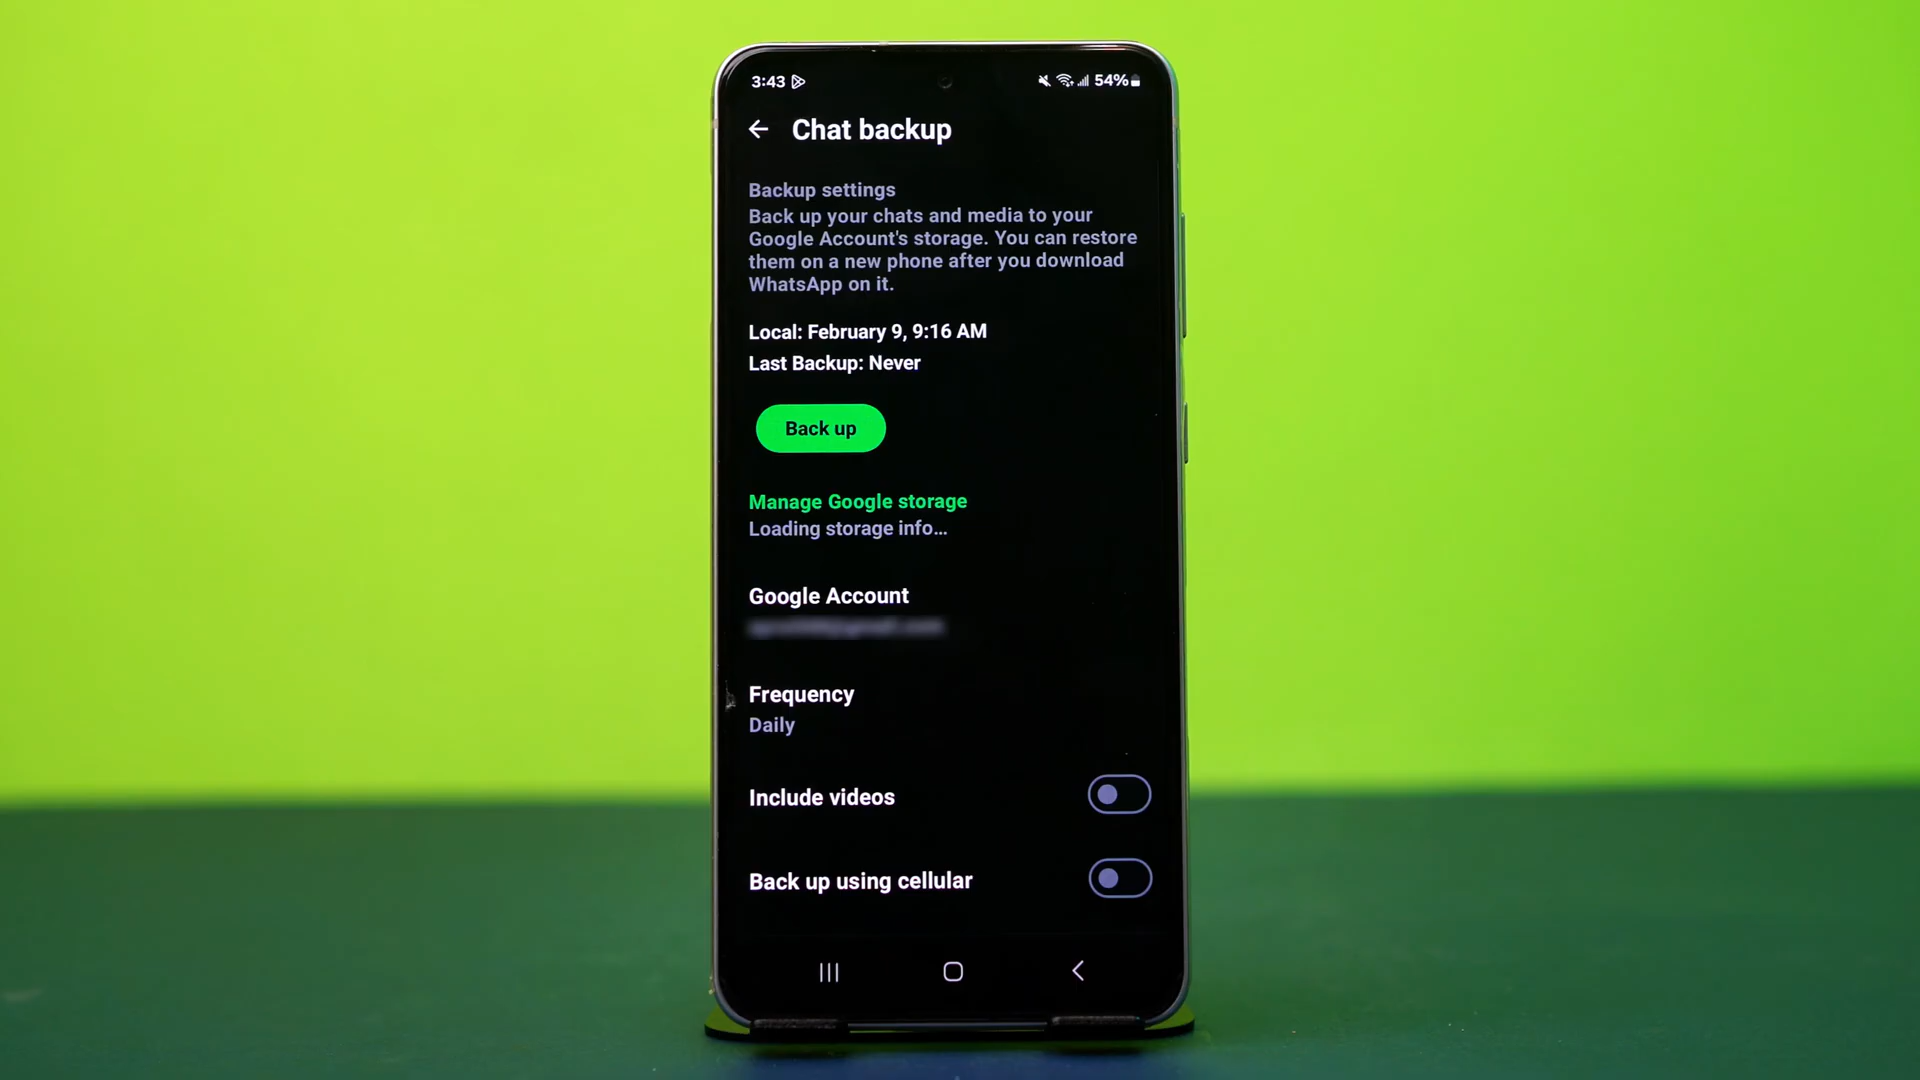 3:43
54%
Chat backup
Backup settings
Back up your chats and media to your
Google Account's storage. You can restore
them on a new phone after you download
WhatsApp on it.
Local: February 9, 9:16 AM
Last Backup: Never
Back up
Manage Google storage
Loading storage info...
Google Account
Frequency
Daily
Include videos
Back up using cellular